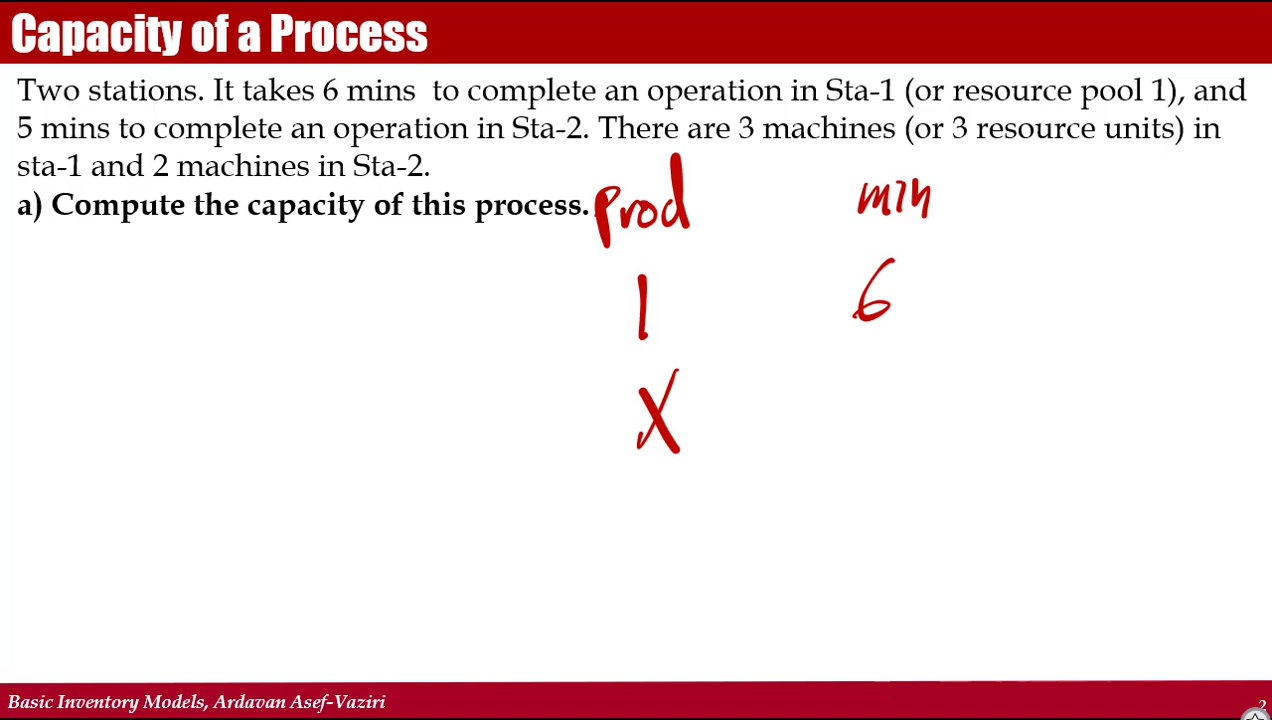 Capacity of a Process
Two stations. It takes 6 mins to complete an operation in Sta-1 (or resource pool 1), and
5 mins to complete an operation in Sta-2. There are 3 machines (or 3 resource units) in
sta-1 and 2 machines in Sta-2.
a) Compute the capacity of this process.
Prod min
1 6
X
Basic Inventory Models, Ardavan Asef-Vaziri 2